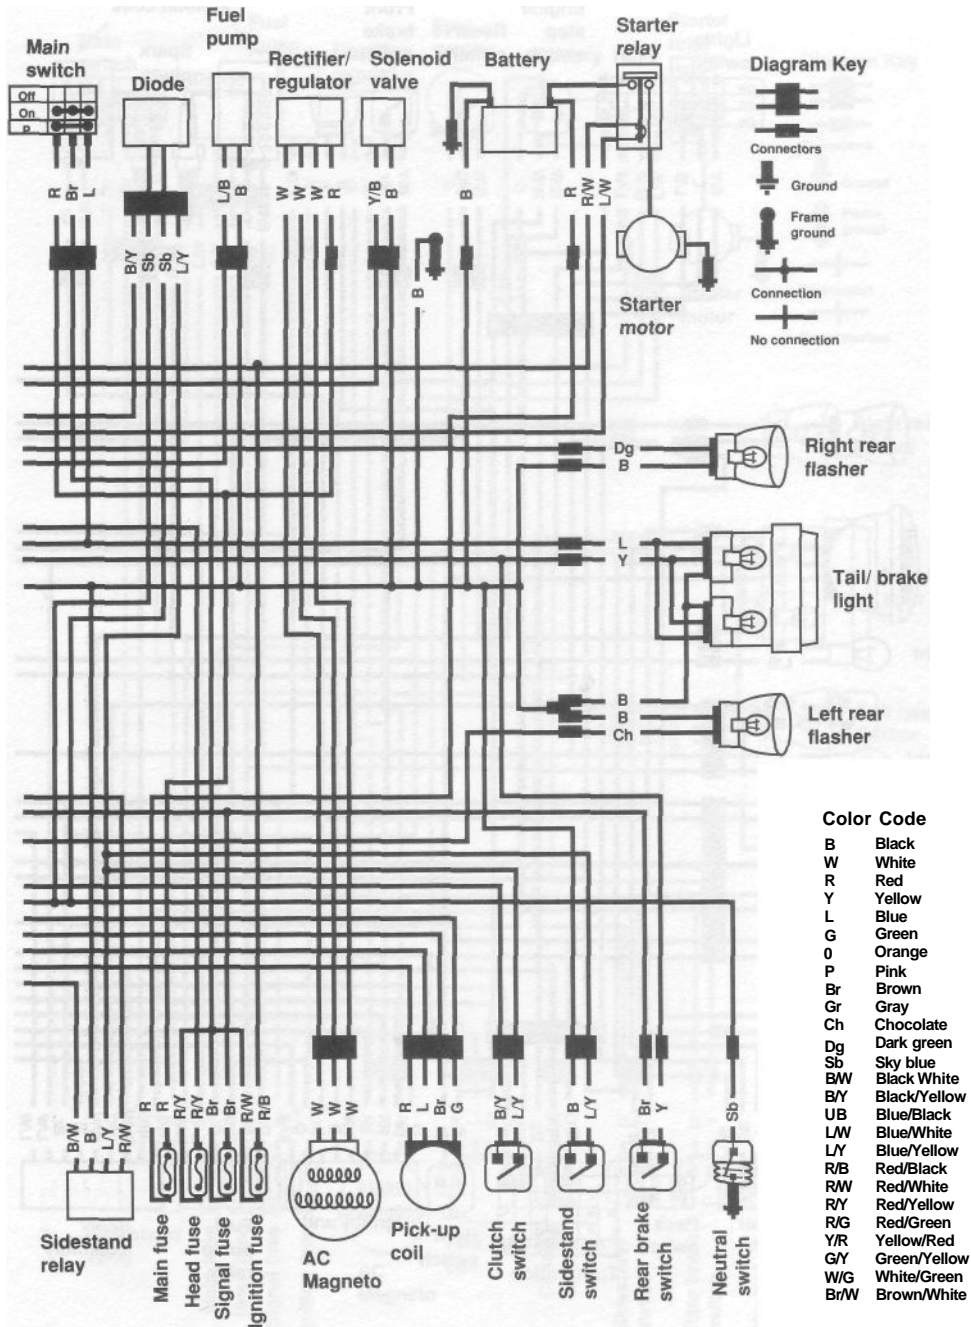 Main
switch
Off
On
P
Diode
Fuel
pump
Rectifier/
regulator
Solenoid
valve
Battery
Starter
relay
Diagram Key
Connectors
Ground
Frame
ground
Connection
No connection
Starter
motor
R
Br
L
B/Y
Sb
Sb
L/Y
L/B
B
W
W
W
R
B
Y/B
B
B
B
R
R/W
L/W
Dg
B
Right rear
flasher
L
Y
Tail/ brake
light
B
B
Ch
Left rear
flasher
Color Code
B Black
W White
R Red
Y Yellow
L Blue
G Green
0 Orange
P Pink
Br Brown
Gr Gray
Ch Chocolate
Dg Dark green
Sb Sky blue
B/W Black White
B/Y Black/Yellow
UB Blue/Black
L/W Blue/White
L/Y Blue/Yellow
R/B Red/Black
R/W Red/White
R/Y Red/Yellow
R/G Red/Green
Y/R Yellow/Red
G/Y Green/Yellow
W/G White/Green
Br/W Brown/White
B/W
B
L/Y
R/W
R
R
R/Y
R/Y
Br
Br
R/W
R/B
W
W
W
R
L
Br
G
B/Y
L/Y
B
L/Y
Br
Y
Sb
Sidestand
relay
Main fuse
Head fuse
Signal fuse
Ignition fuse
AC
Magneto
Pick-up
coil
Clutch
switch
Sidestand
switch
Rear brake
switch
Neutral
switch